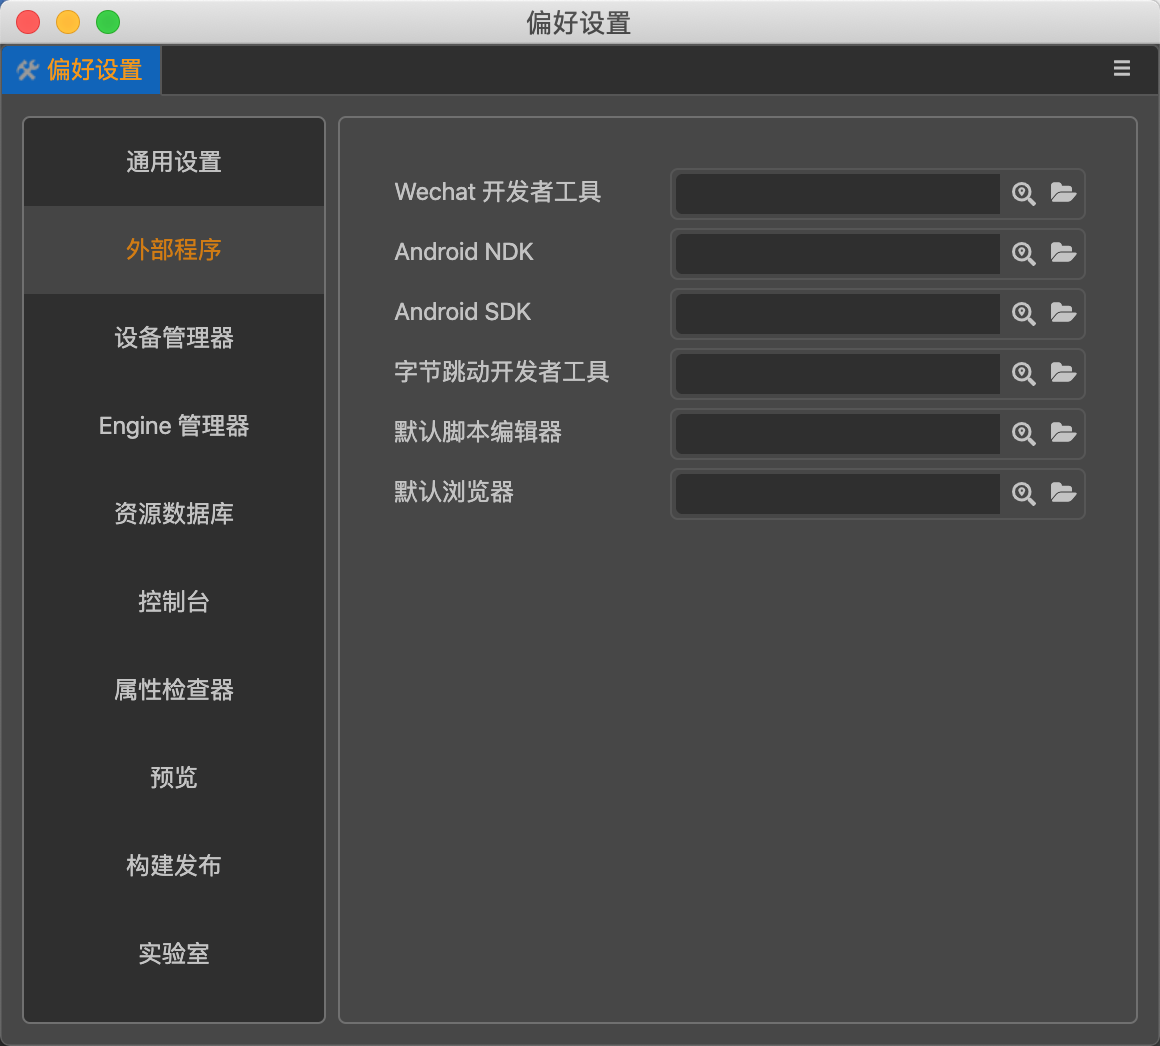 偏好设置
偏好设置
通用设置
外部程序
设备管理器
Engine 管理器
资源数据库
控制台
属性检查器
预览
构建发布
实验室
Wechat 开发者工具
Android NDK
Android SDK
字节跳动开发者工具
默认脚本编辑器
默认浏览器